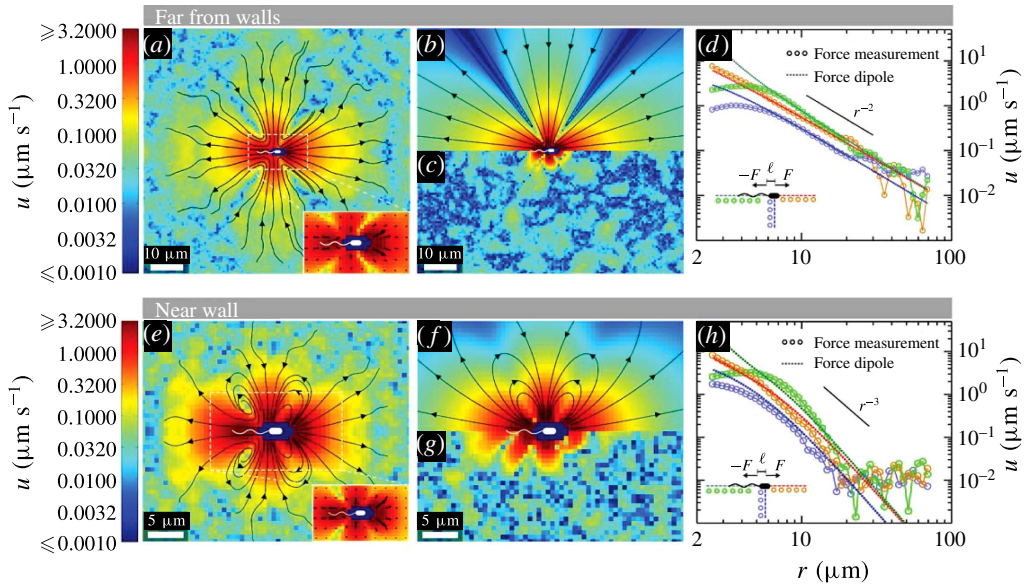 Far from walls
⩾ 3.2000
1.0000
0.3200
0.1000
0.0320
0.0100
0.0032
⩽ 0.0010
u (μm s⁻¹)
(a)
10 μm
(b)
(c)
10 μm
(d)
Force measurement
Force dipole
r⁻²
−F ℓ F
10¹
10⁰
10⁻¹
10⁻²
u (μm s⁻¹)
2 10 100
Near wall
⩾ 3.2000
1.0000
0.3200
0.1000
0.0320
0.0100
0.0032
⩽ 0.0010
u (μm s⁻¹)
(e)
5 μm
(f)
(g)
5 μm
(h)
Force measurement
Force dipole
r⁻³
−F ℓ F
10¹
10⁰
10⁻¹
10⁻²
u (μm s⁻¹)
2 10 100
r (μm)